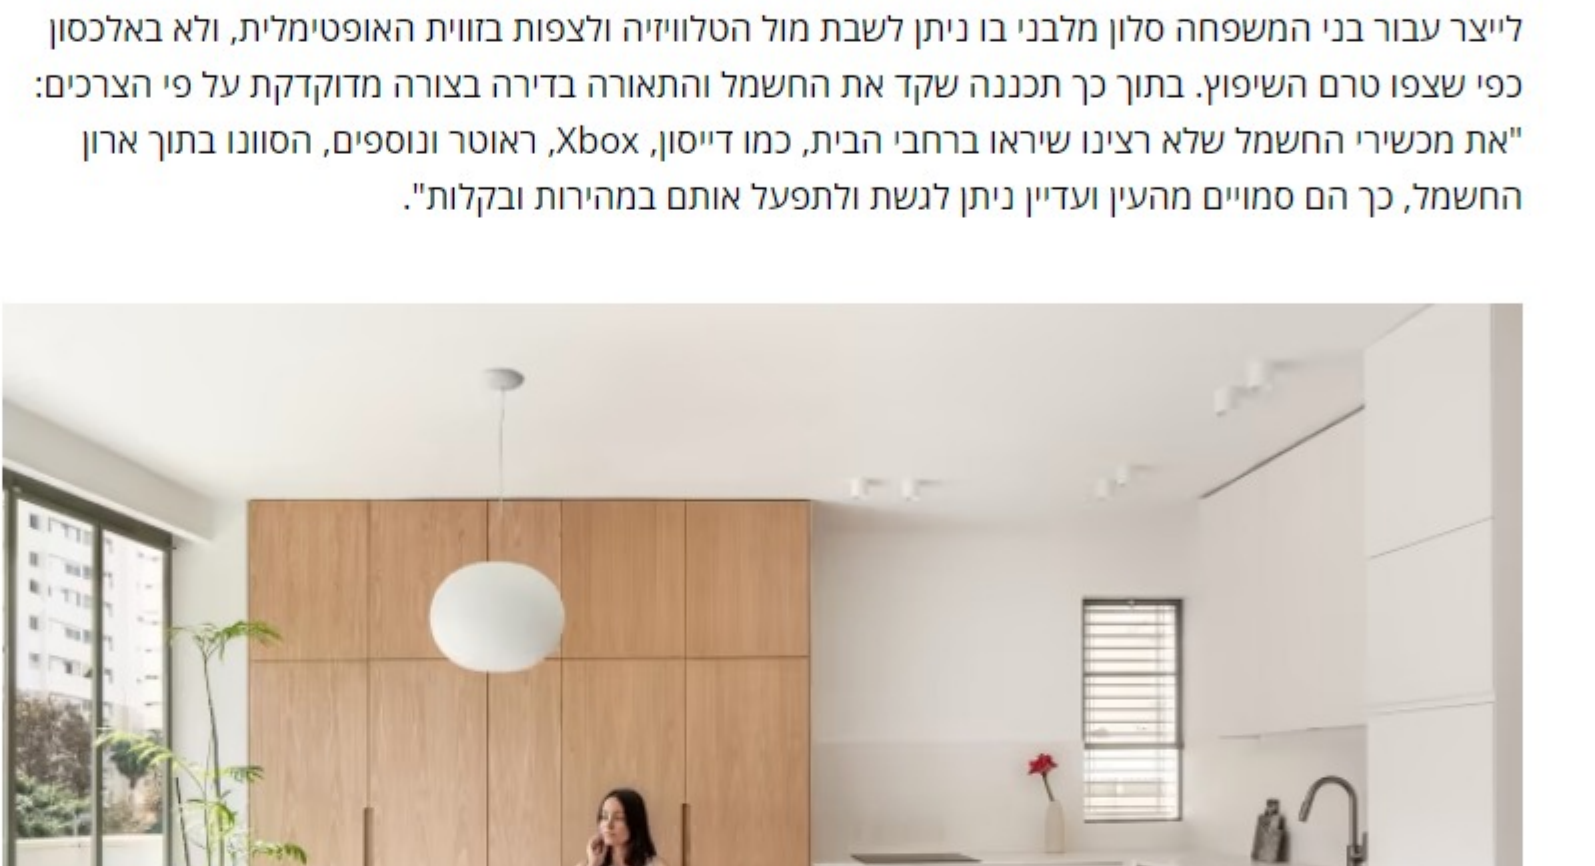 לייצר עבור בני המשפחה סלון מלבני בו ניתן לשבת מול הטלוויזיה ולצפות בזווית האופטימלית, ולא באלכסון
כפי שצפו טרם השיפוץ. בתוך כך תכננה שקד את החשמל והתאורה בדירה בצורה מדוקדקת על פי הצרכים:
"את מכשירי החשמל שלא רצינו שיראו ברחבי הבית, כמו דייסון, Xbox, ראוטר ונוספים, הסוונו בתוך ארון
החשמל, כך הם סמויים מהעין ועדיין ניתן לגשת ולתפעל אותם במהירות ובקלות".